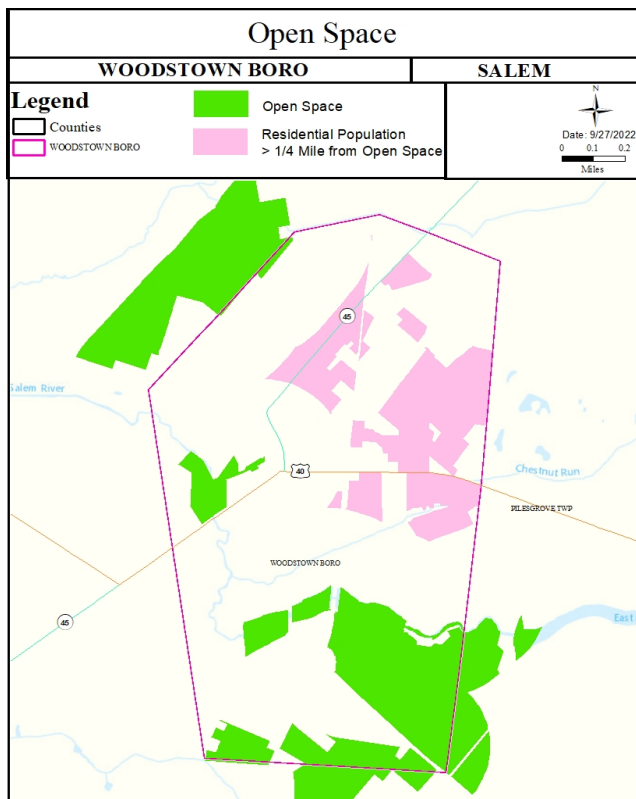 Open Space
WOODSTOWN BORO
SALEM
Legend
Counties
WOODSTOWN BORO
Open Space
Residential Population
> 1/4 Mile from Open Space
N
Date: 9/27/2022
0 0.1 0.2
Miles
45
Salem River
40
Chestnut Run
PILESGROVE TWP
WOODSTOWN BORO
45
East